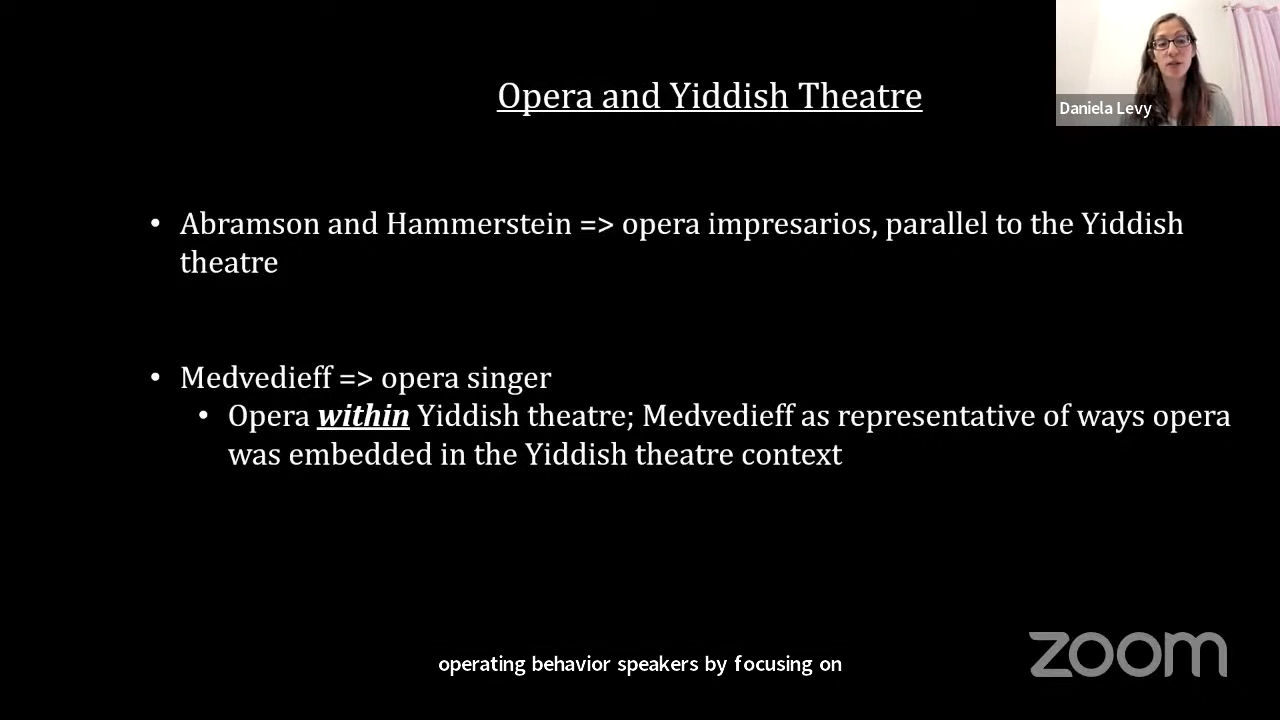 Opera and Yiddish Theatre
Daniela Levy
• Abramson and Hammerstein => opera impresarios, parallel to the Yiddish
theatre
• Medvedieff => opera singer
• Opera within Yiddish theatre; Medvedieff as representative of ways opera
was embedded in the Yiddish theatre context
operating behavior speakers by focusing on
zoom